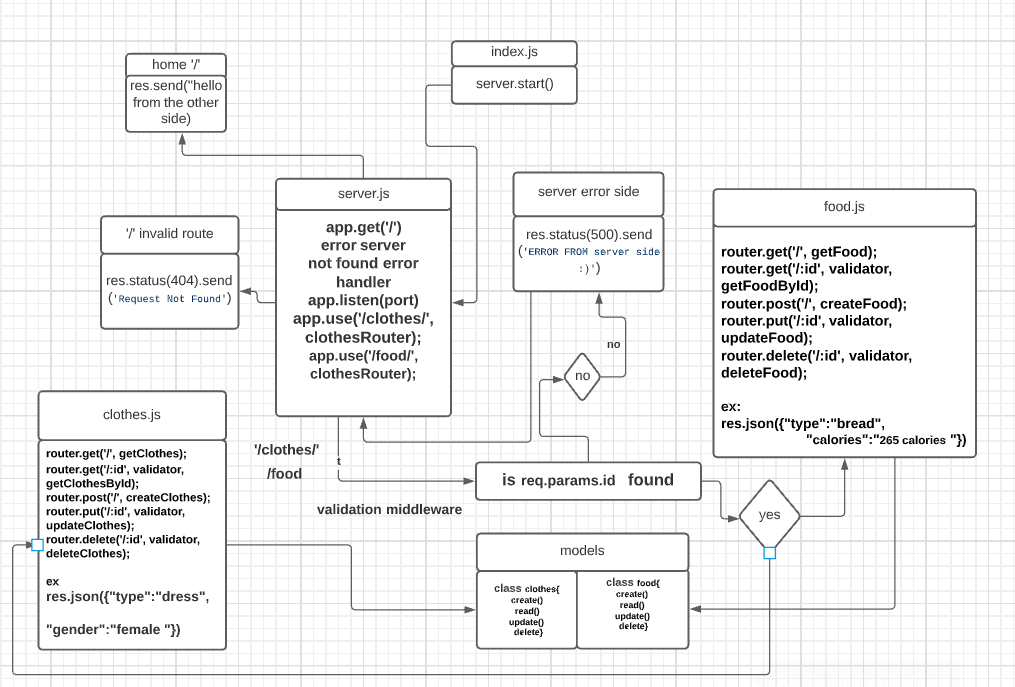 index.js
server.start()
home '/'
res.send("hello
from the other
side)
server.js
app.get('/')
error server
not found error
handler
app.listen(port)
app.use('/clothes/',
clothesRouter);
app.use('/food/',
clothesRouter);
server error side
res.status(500).send
('ERROR FROM server side
:)')
food.js
router.get('/', getFood);
router.get('/:id', validator,
getFoodById);
router.post('/', createFood);
router.put('/:id', validator,
updateFood);
router.delete('/:id', validator,
deleteFood);
ex:
res.json({"type":"bread",
"calories":"265 calories "})
'/' invalid route
res.status(404).send
('Request Not Found')
no
no
clothes.js
router.get('/', getClothes);
router.get('/:id', validator,
getClothesById);
router.post('/', createClothes);
router.put('/:id', validator,
updateClothes);
router.delete('/:id', validator,
deleteClothes);
ex
res.json({"type":"dress",
"gender":"female "})
'/clothes/'
/food
t
is req.params.id found
validation middleware
yes
models
class clothes{
create()
read()
update()
delete}
class food{
create()
read()
update()
delete}